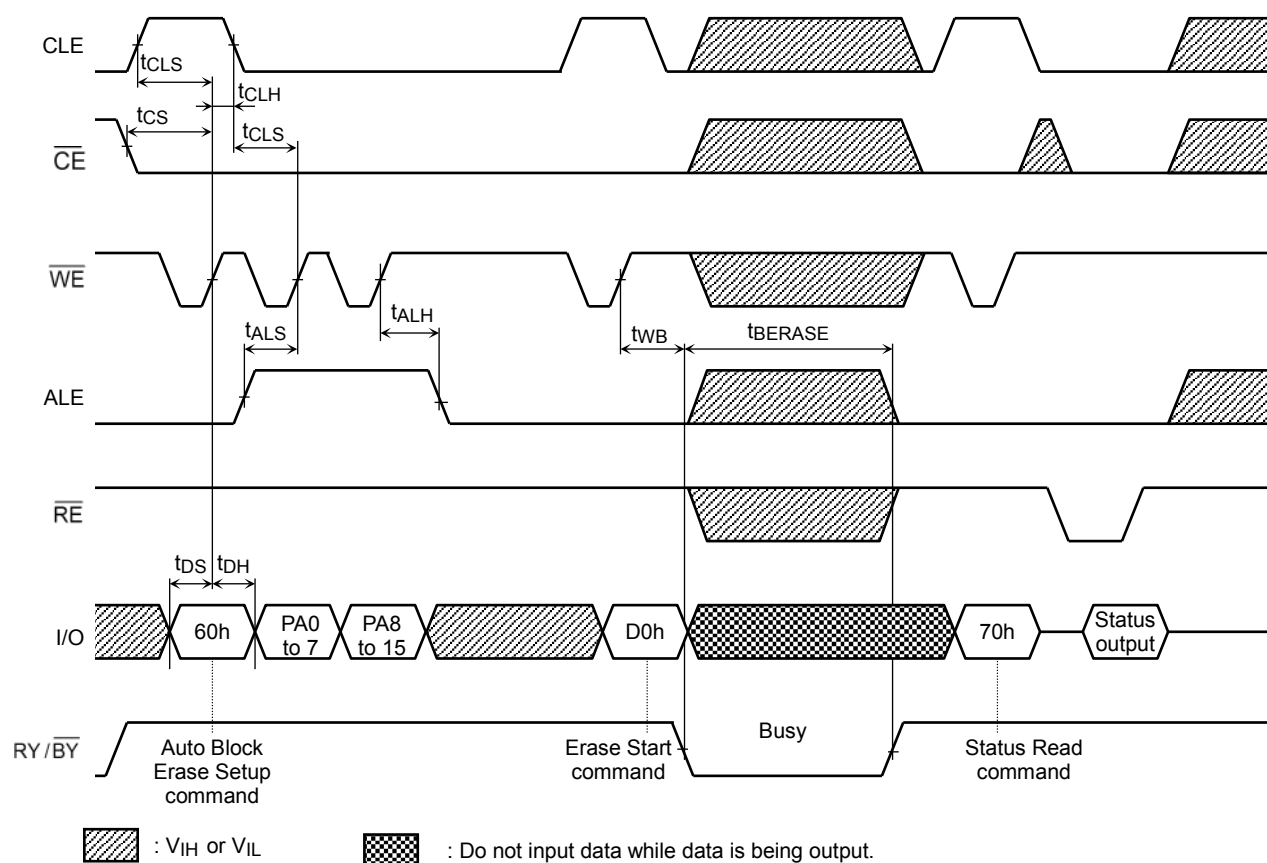 CLE
tCLS
tCLH
tCS
tCLS
CE
WE
tALH
tALS
tWB
tBERASE
ALE
RE
tDS
tDH
I/O
60h
PA0
to 7
PA8
to 15
D0h
70h
Status
output
RY / BY
Auto Block
Erase Setup
command
Erase Start
command
Busy
Status Read
command
: VIH or VIL
: Do not input data while data is being output.